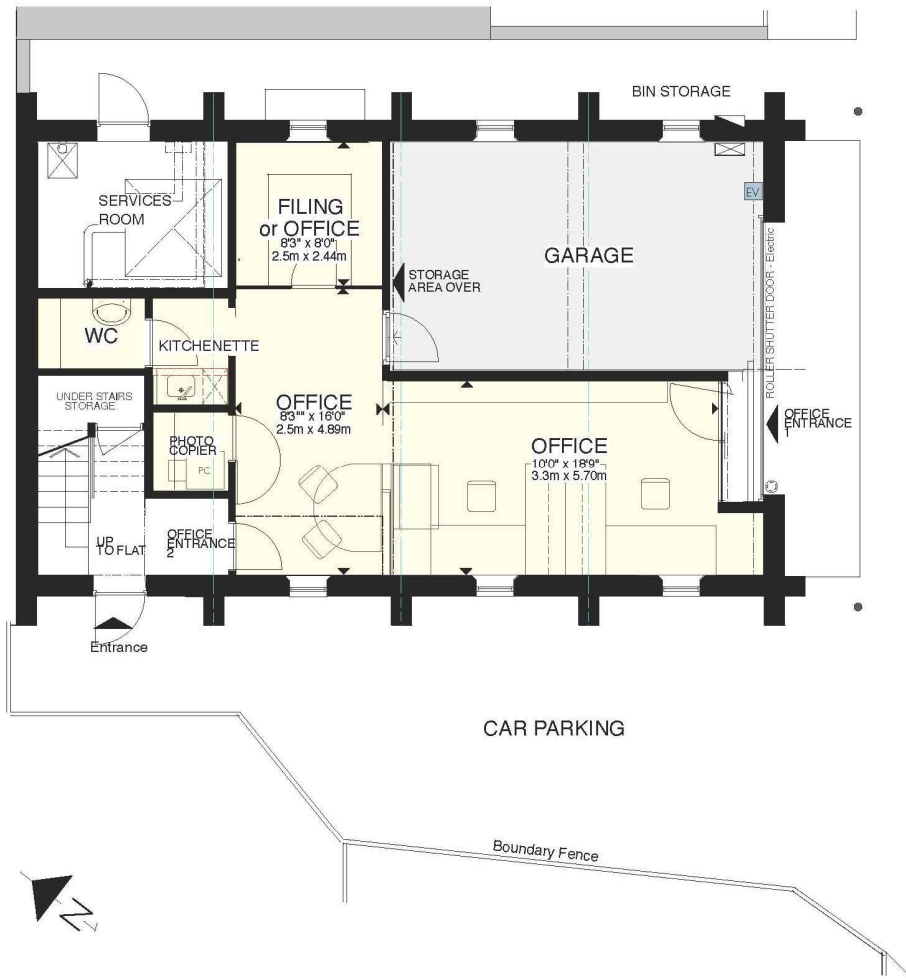 BIN STORAGE
SERVICES
ROOM
FILING
or OFFICE
8'3" x 8'0"
2.5m x 2.44m
EV
GARAGE
STORAGE
AREA OVER
ROLLER SHUTTER DOOR - Electric
WC
KITCHENETTE
UNDER STAIRS
STORAGE
OFFICE
8'3"" x 16'0"
2.5m x 4.89m
OFFICE
ENTRANCE
1
PHOTO
COPIER
PC
OFFICE
10'0" x 18'9"
3.3m x 5.70m
UP
TO FLAT
OFFICE
ENTRANCE
2
Entrance
CAR PARKING
Boundary Fence
N